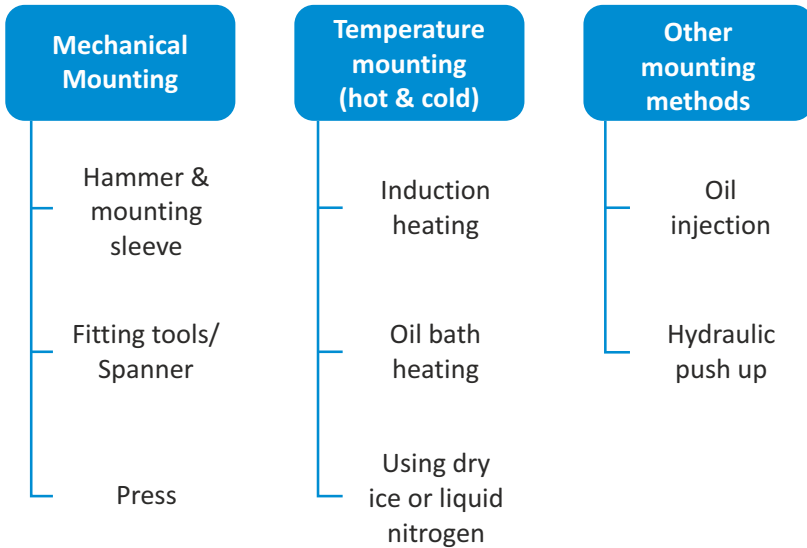 Mechanical
Mounting
Hammer &
mounting
sleeve
Fitting tools/
Spanner
Press
Temperature
mounting
(hot & cold)
Induction
heating
Oil bath
heating
Using dry
ice or liquid
nitrogen
Other
mounting
methods
Oil
injection
Hydraulic
push up